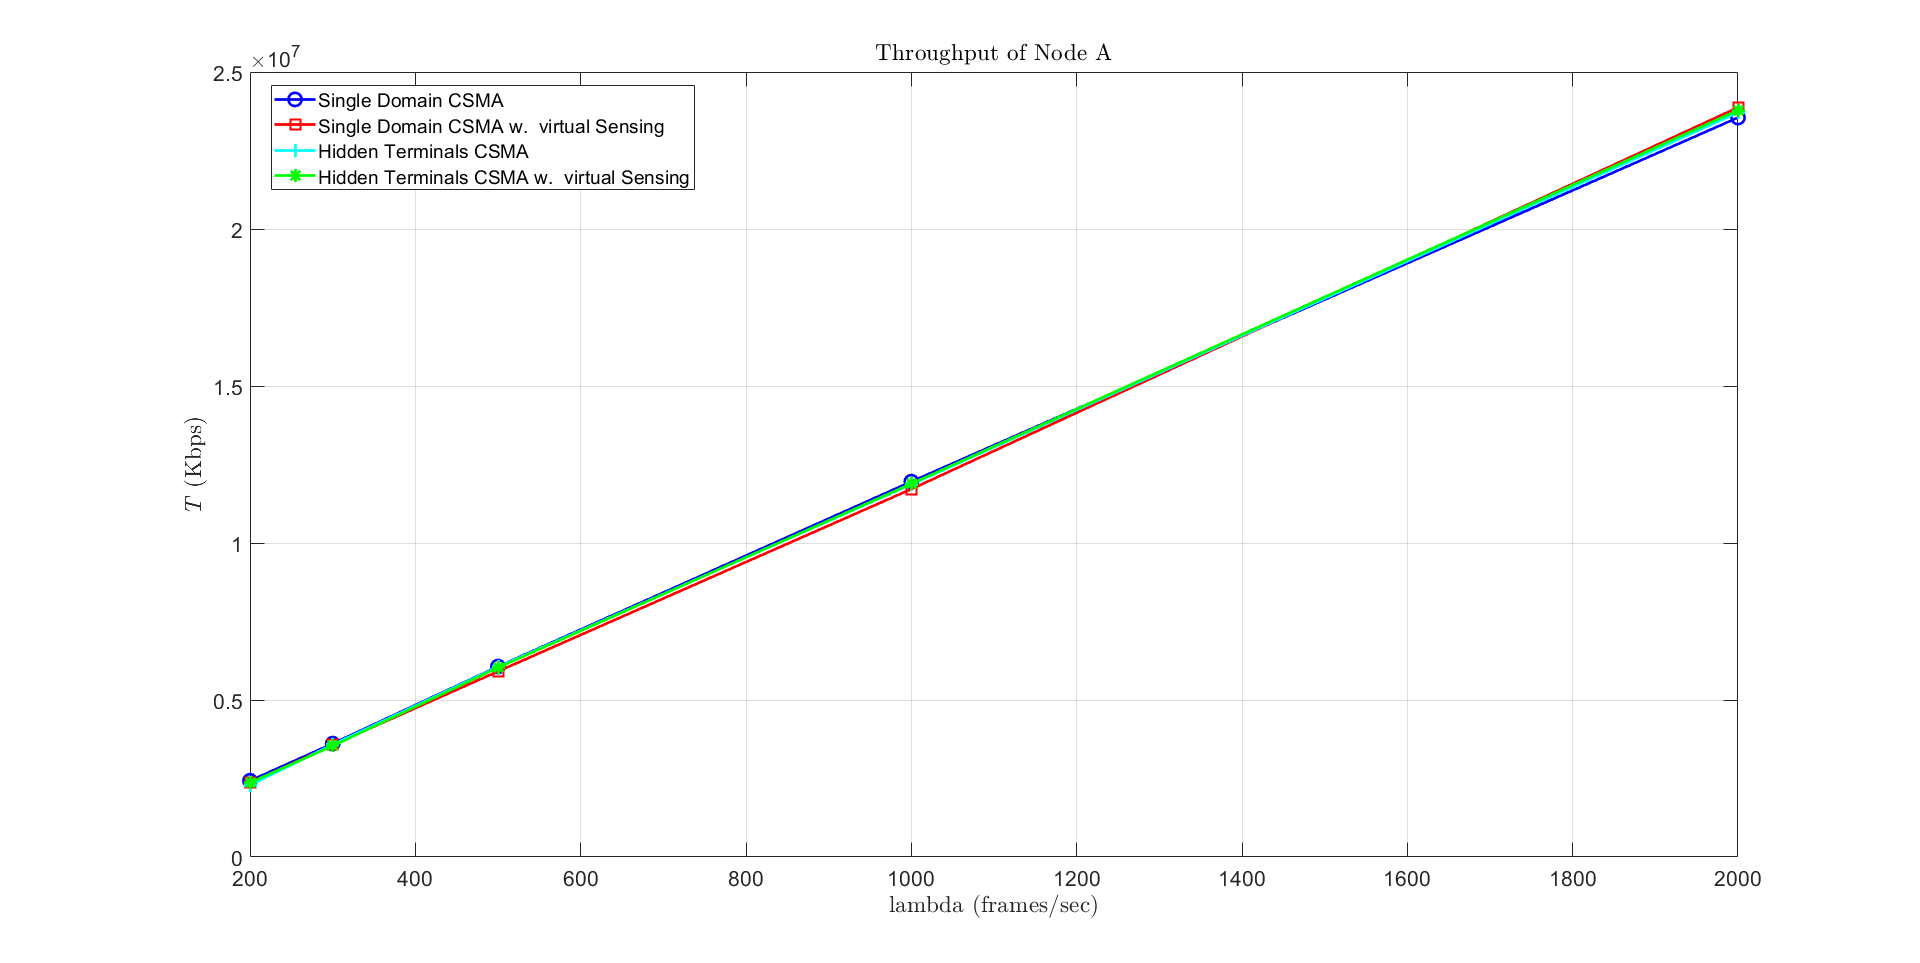 Throughput of Node A
×10^7
2.5
2
1.5
1
0.5
0
T (Kbps)
Single Domain CSMA
Single Domain CSMA w.  virtual Sensing
Hidden Terminals CSMA
Hidden Terminals CSMA w.  virtual Sensing
200 400 600 800 1000 1200 1400 1600 1800 2000
lambda (frames/sec)